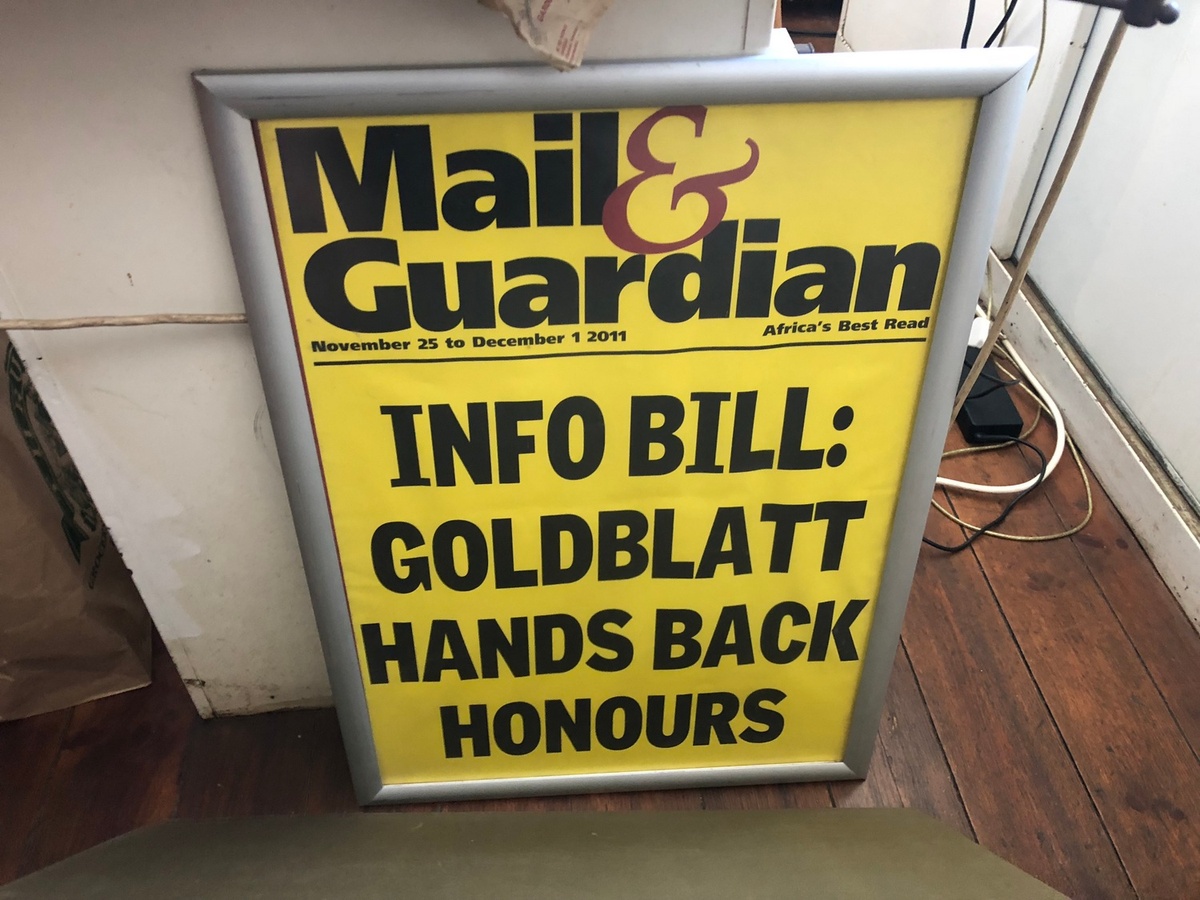 Mail &
Guardian
November 25 to December 1 2011 Africa's Best Read
INFO BILL:
GOLDBLATT
HANDS BACK
HONOURS